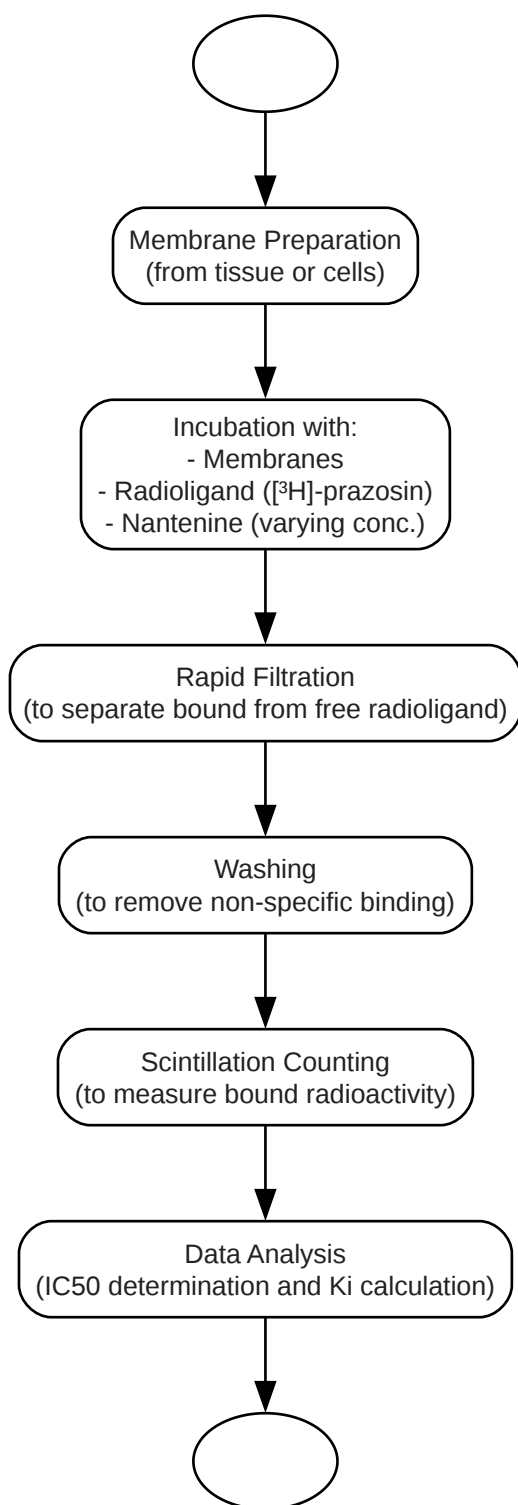 Membrane Preparation
(from tissue or cells)
Incubation with:
- Membranes
- Radioligand ([³H]-prazosin)
- Nantenine (varying conc.)
Rapid Filtration
(to separate bound from free radioligand)
Washing
(to remove non-specific binding)
Scintillation Counting
(to measure bound radioactivity)
Data Analysis
(IC50 determination and Ki calculation)